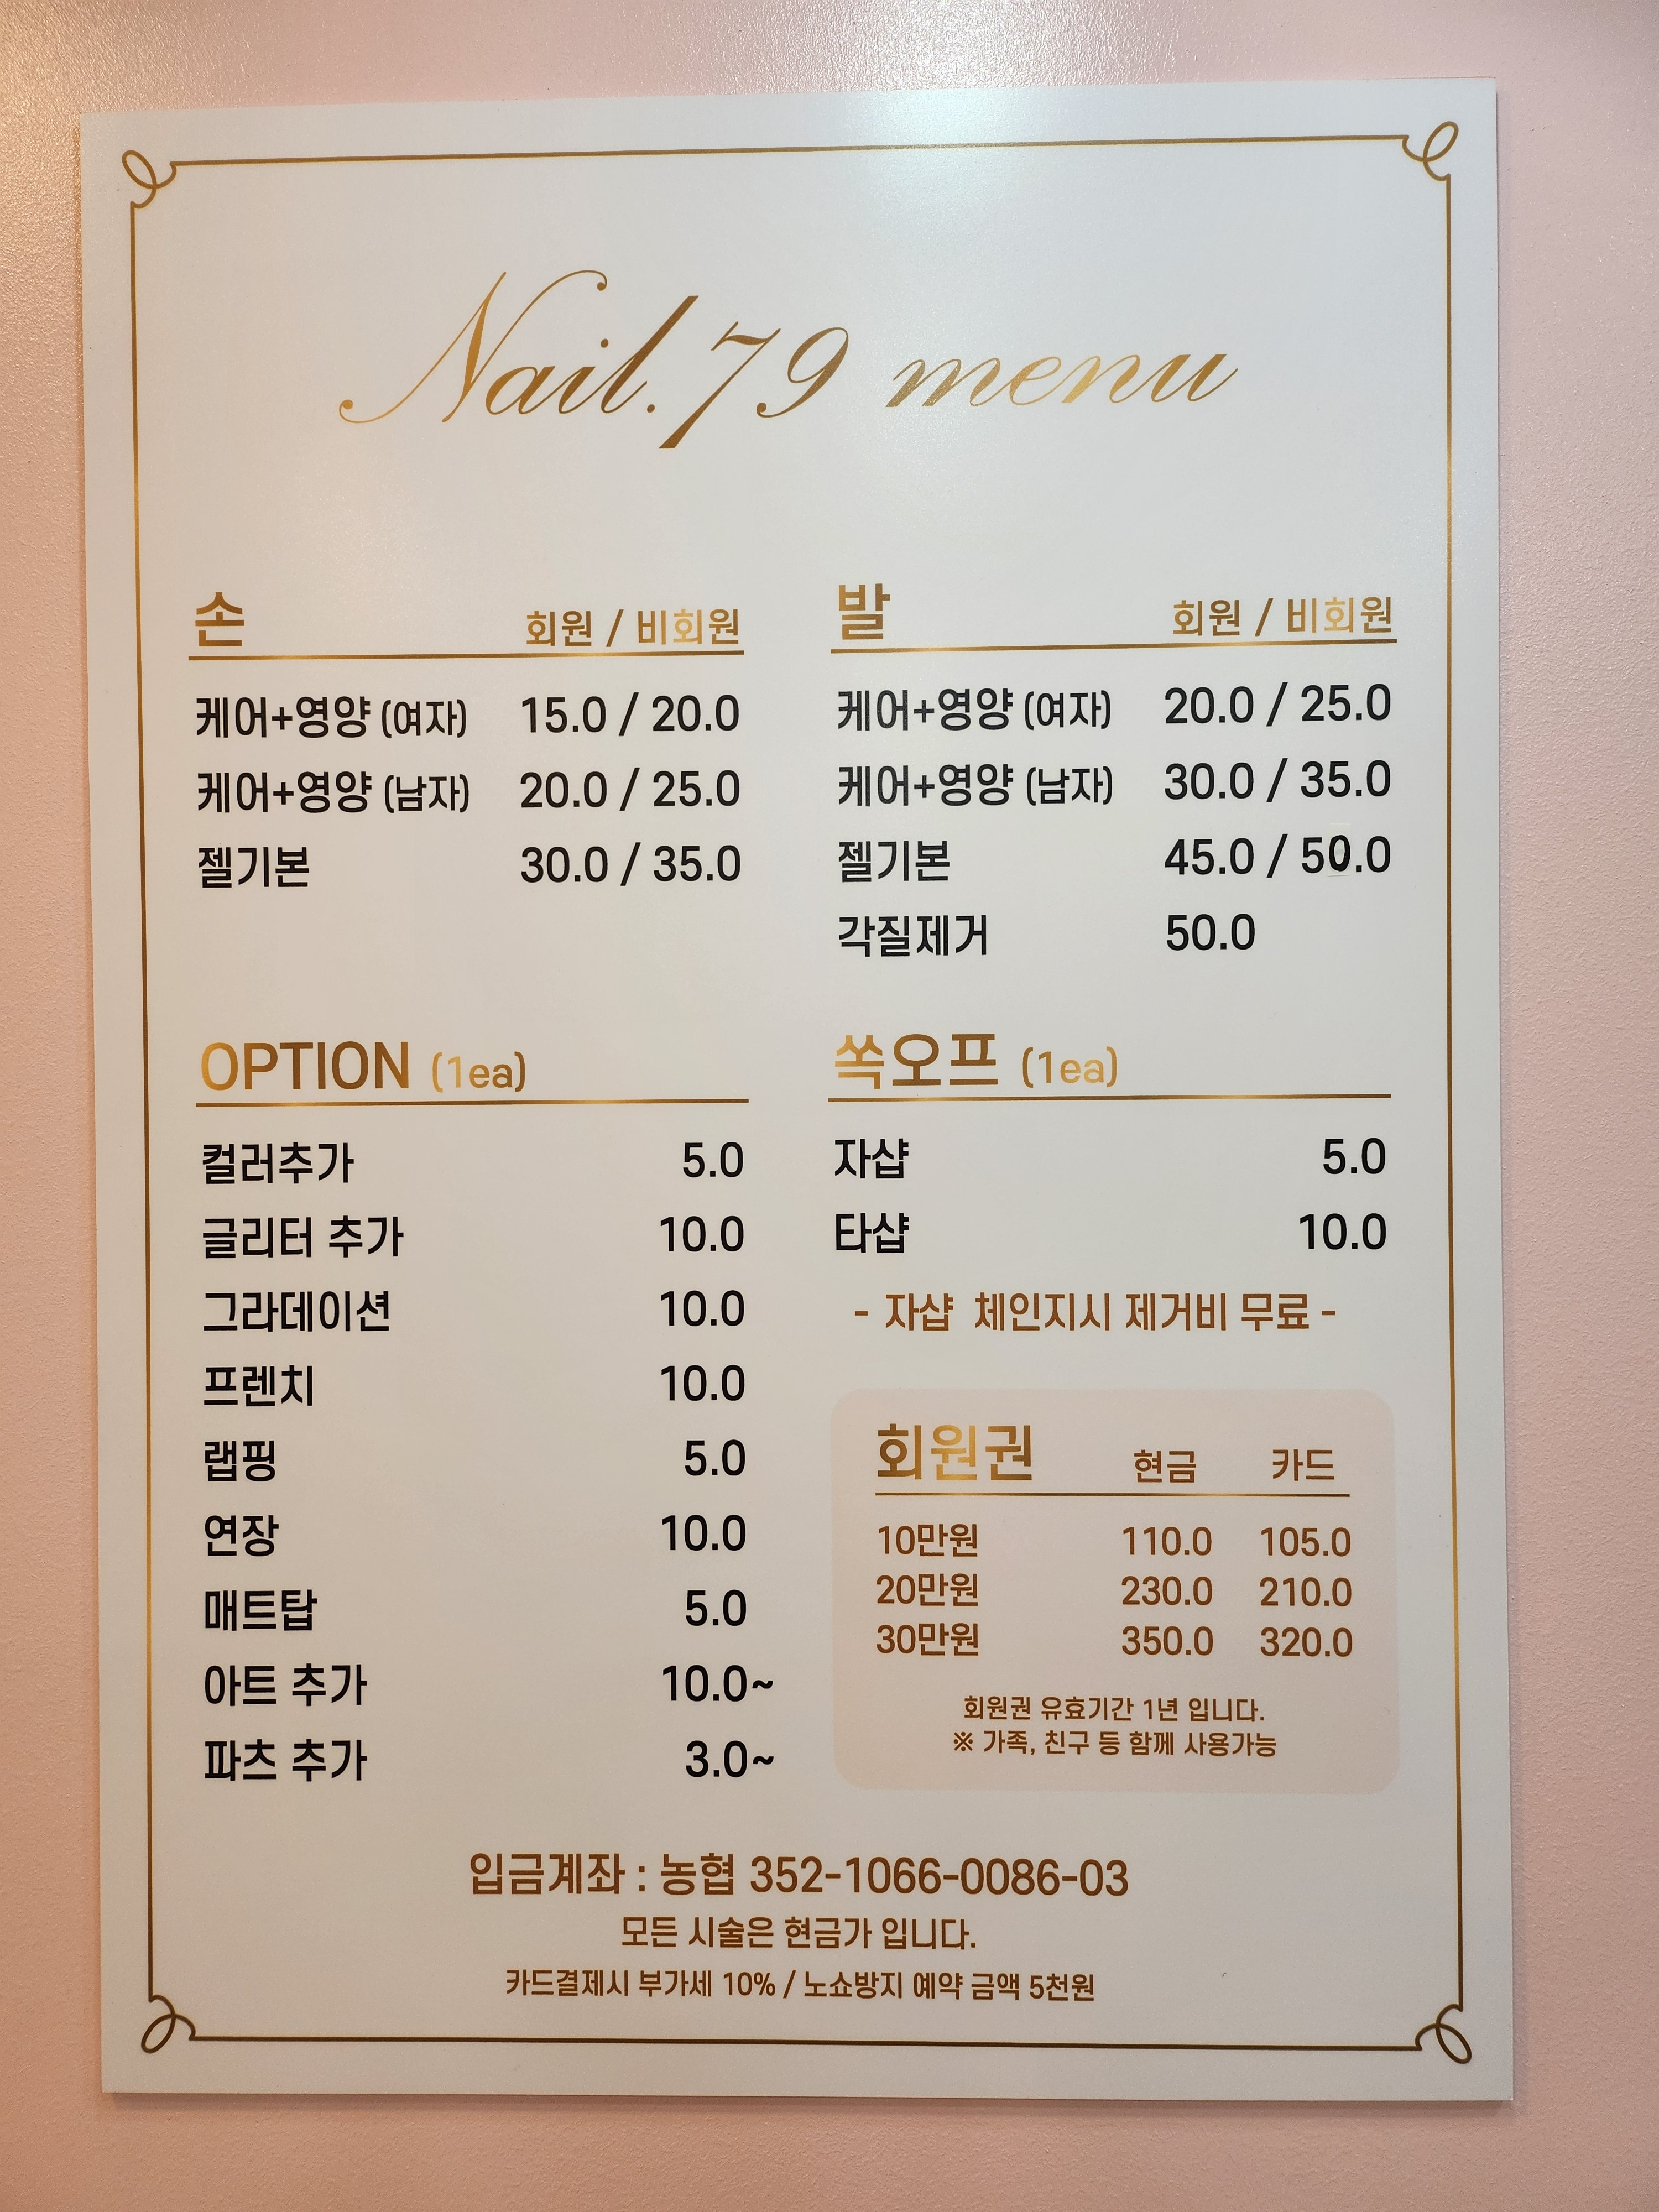 Nail.79 menu
손 회원 / 비회원
케어+영양 (여자) 15.0 / 20.0
케어+영양 (남자) 20.0 / 25.0
젤기본 30.0 / 35.0
발 회원 / 비회원
케어+영양 (여자) 20.0 / 25.0
케어+영양 (남자) 30.0 / 35.0
젤기본 45.0 / 50.0
각질제거 50.0
OPTION (1ea)
컬러추가 5.0
글리터 추가 10.0
그라데이션 10.0
프렌치 10.0
랩핑 5.0
연장 10.0
매트탑 5.0
아트 추가 10.0~
파츠 추가 3.0~
쏙오프 (1ea)
자샵 5.0
타샵 10.0
- 자샵 체인지시 제거비 무료 -
회원권 현금 카드
10만원 110.0 105.0
20만원 230.0 210.0
30만원 350.0 320.0
회원권 유효기간 1년 입니다.
※ 가족, 친구 등 함께 사용가능
입금계좌 : 농협 352-1066-0086-03
모든 시술은 현금가 입니다.
카드결제시 부가세 10% / 노쇼방지 예약 금액 5천원